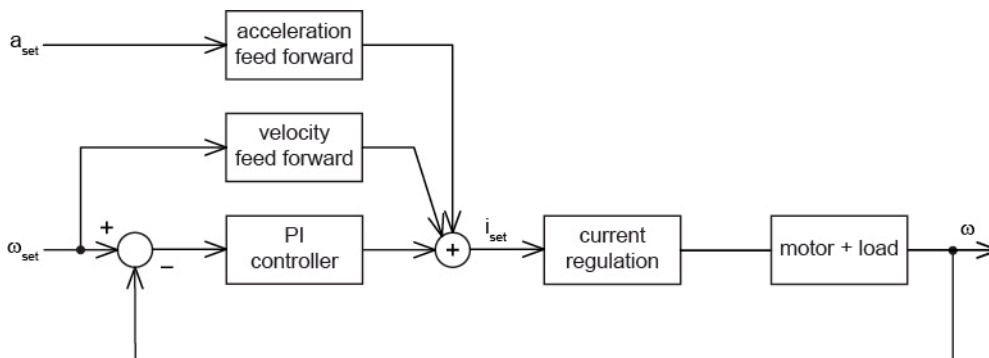 a_set
acceleration
feed forward
velocity
feed forward
ω_set
+
−
PI
controller
+
i_set
current
regulation
motor + load
ω